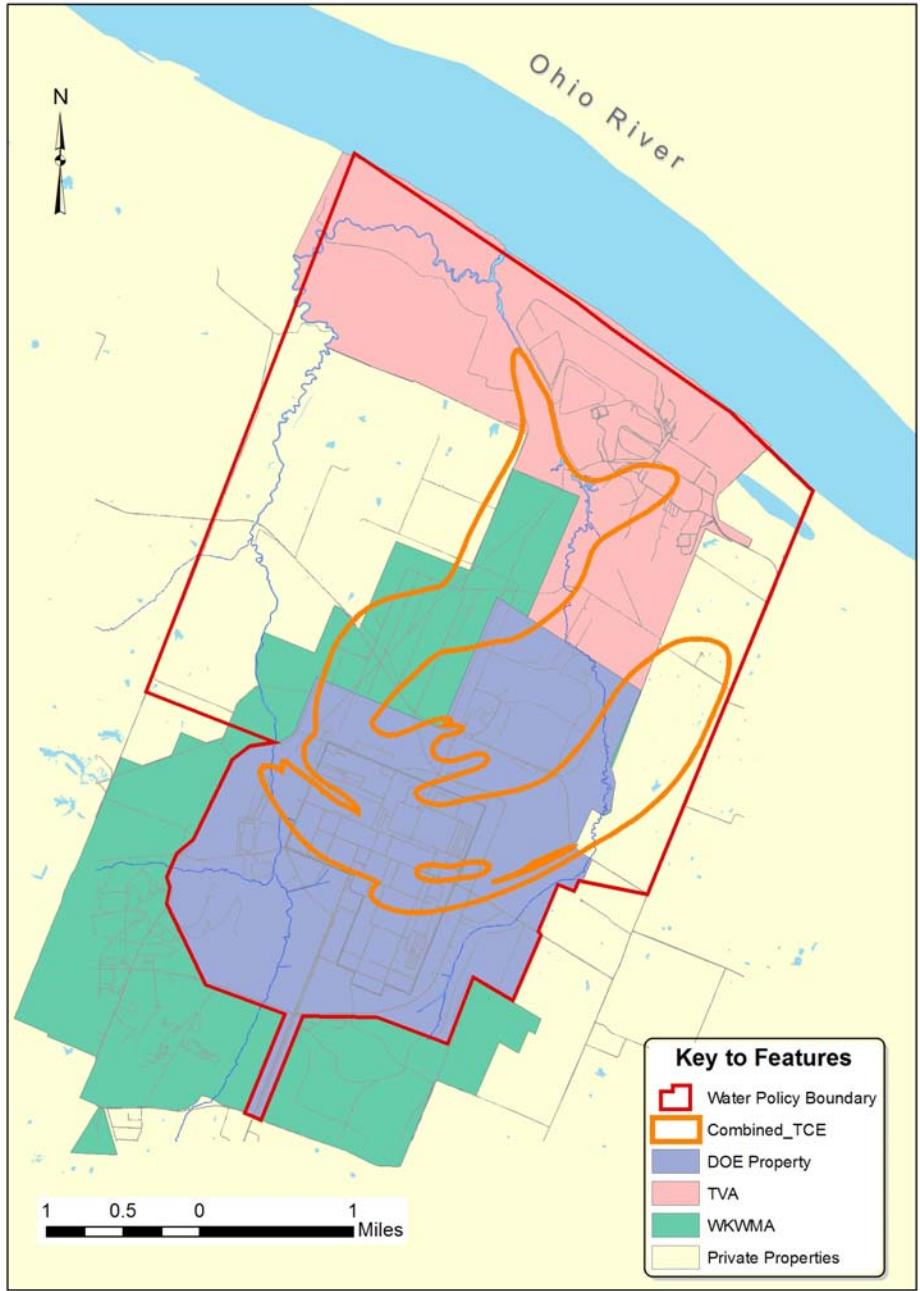 Ohio River
N
Key to Features
Water Policy Boundary
Combined_TCE
DOE Property
TVA
WKWMA
Private Properties
1 0.5 0 1
Miles